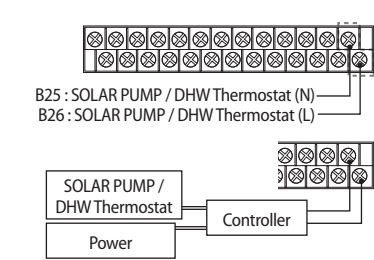 B25 : SOLAR PUMP / DHW Thermostat (N)
B26 : SOLAR PUMP / DHW Thermostat (L)
SOLAR PUMP /
DHW Thermostat
Controller
Power